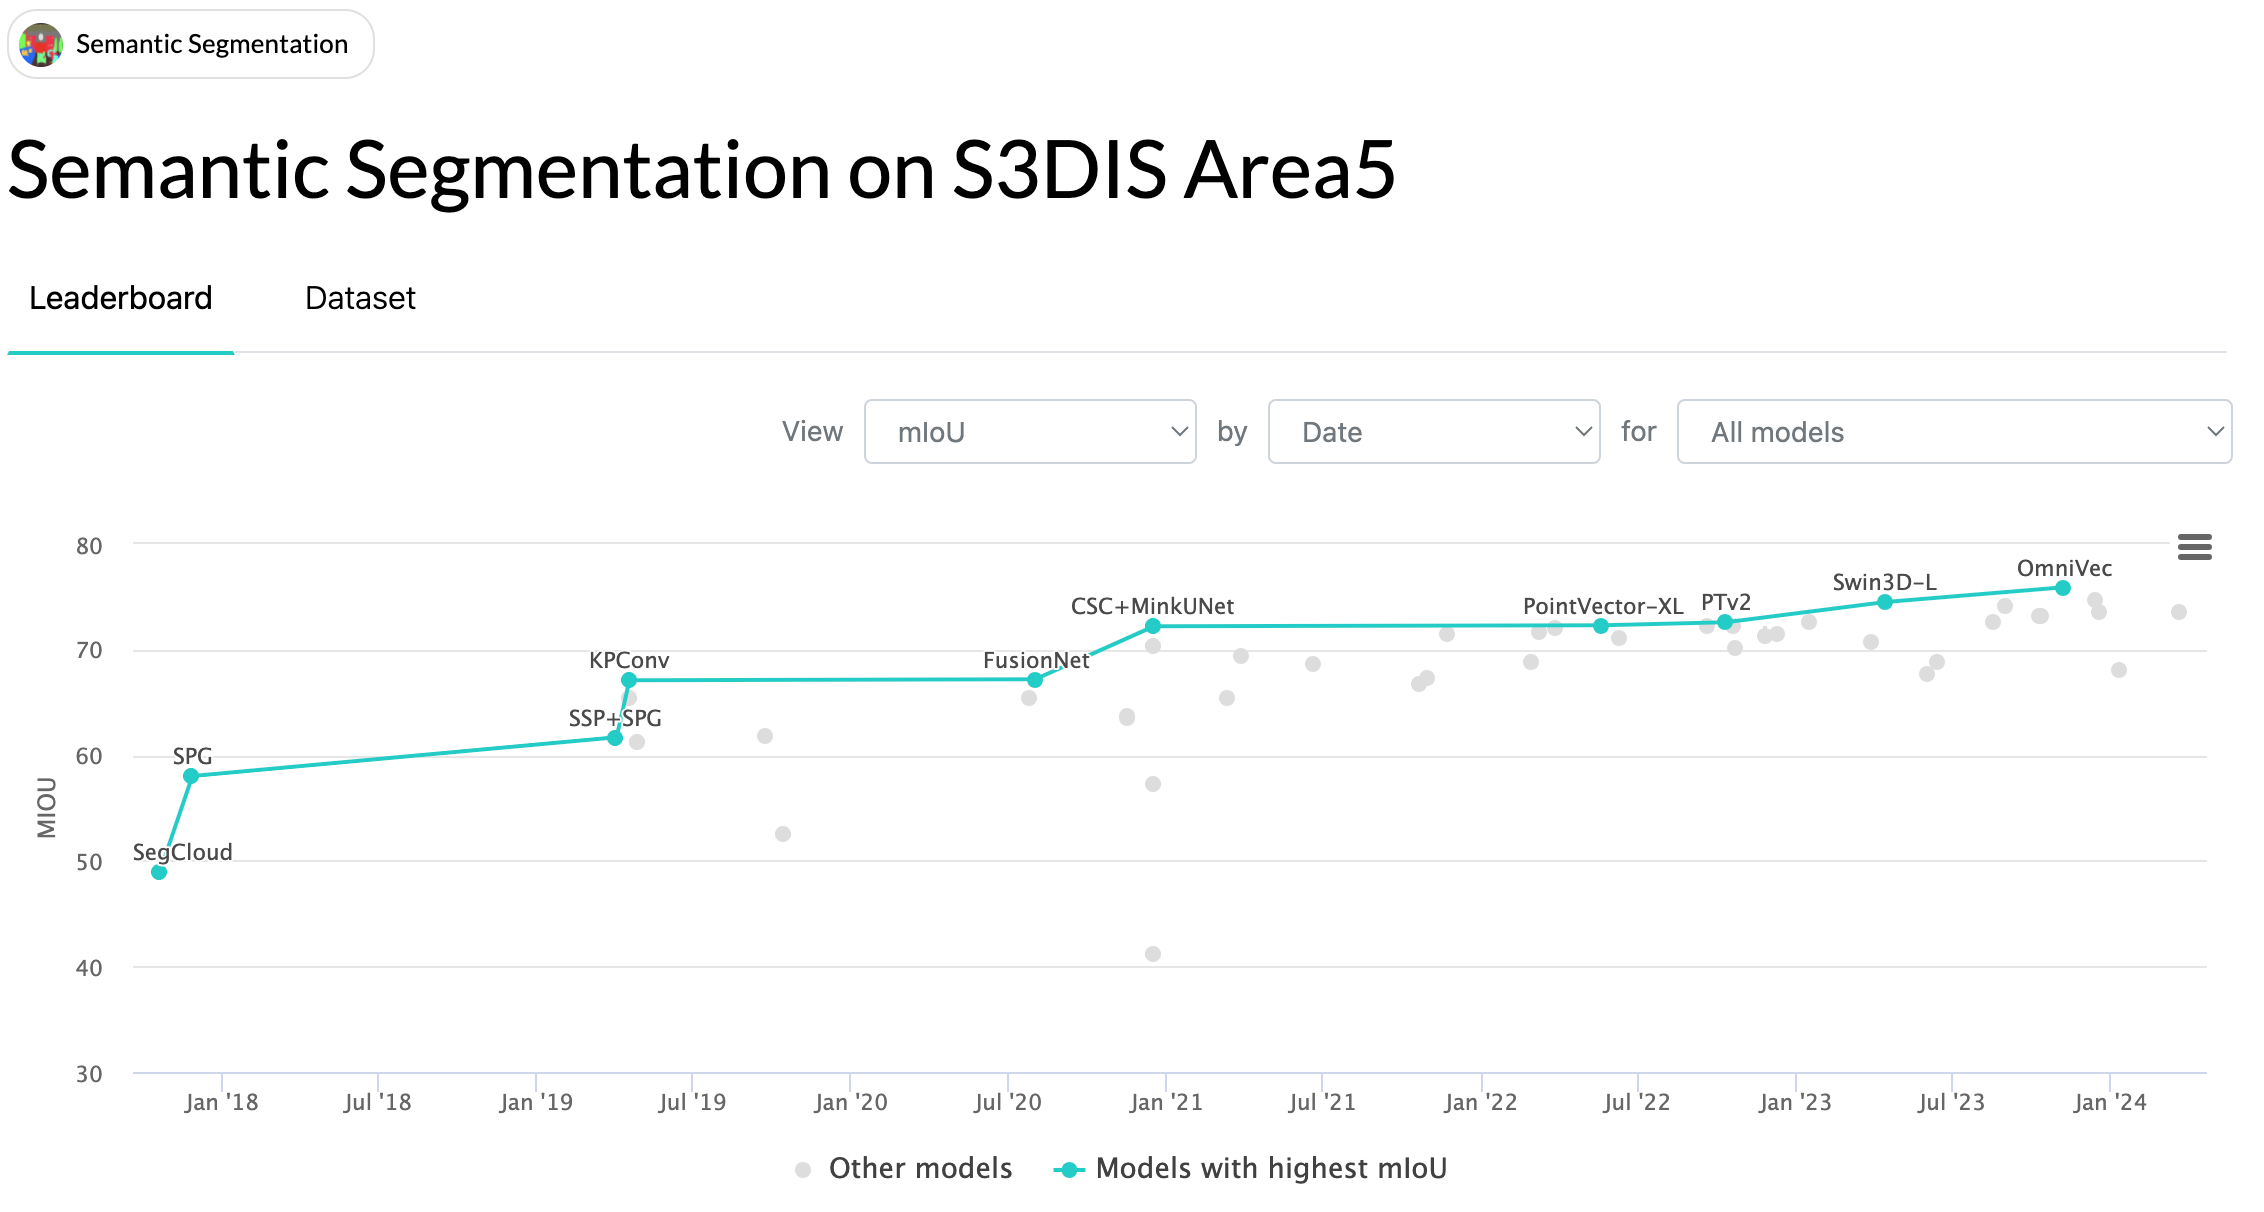 Semantic Segmentation
Semantic Segmentation on S3DIS Area5
Leaderboard Dataset
View mIoU by Date for All models
80
70
60
50
40
30
MIOU
SegCloud
SPG
SSP+SPG
KPConv
FusionNet
CSC+MinkUNet
PointVector-XL
PTv2
Swin3D-L
OmniVec
Jan '18 Jul '18 Jan '19 Jul '19 Jan '20 Jul '20 Jan '21 Jul '21 Jan '22 Jul '22 Jan '23 Jul '23 Jan '24
Other models Models with highest mIoU